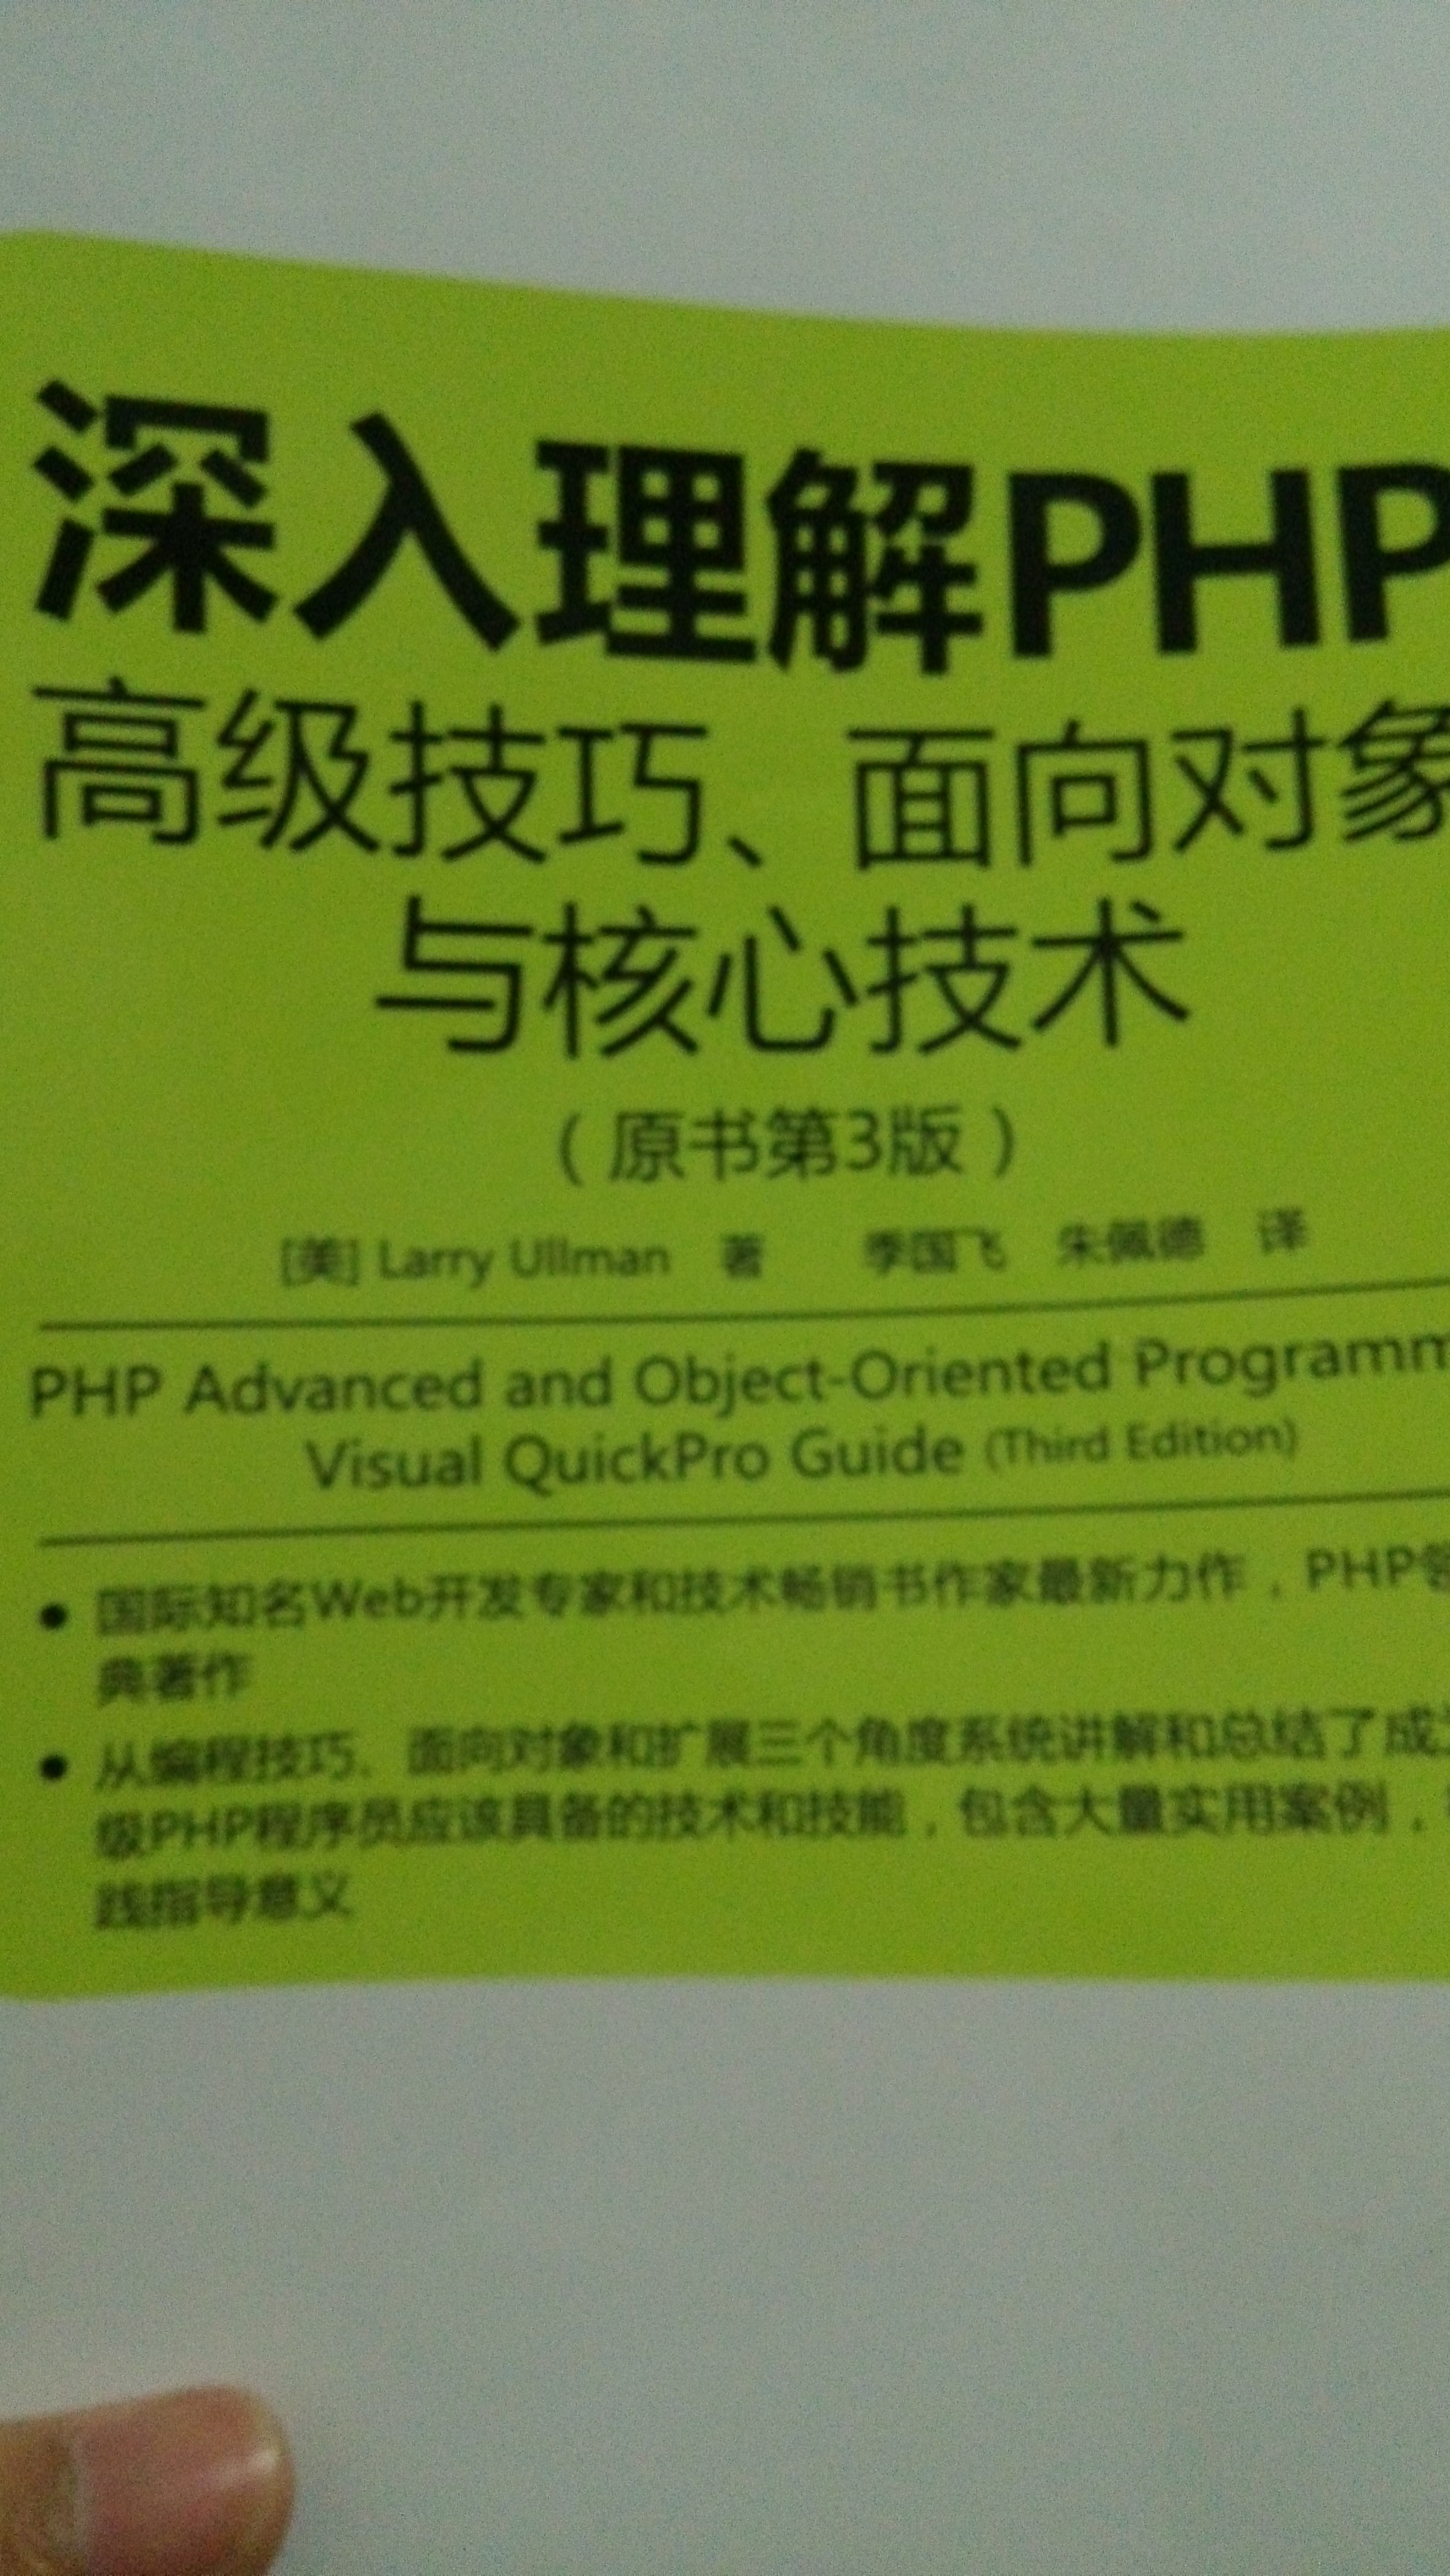 深入理解PHP
高级技巧、面向对象
与核心技术
（原书第3版）
[美] Larry Ullman 著 季国飞 朱佩德 译
PHP Advanced and Object-Oriented Programm
Visual QuickPro Guide (Third Edition)
● 国际知名Web开发专家和技术畅销书作家最新力作，PHP
典著作
● 从编程技巧、面向对象和扩展三个角度系统讲解和总结了成
级PHP程序员应该具备的技术和技能，包含大量实用案例，
践指导意义